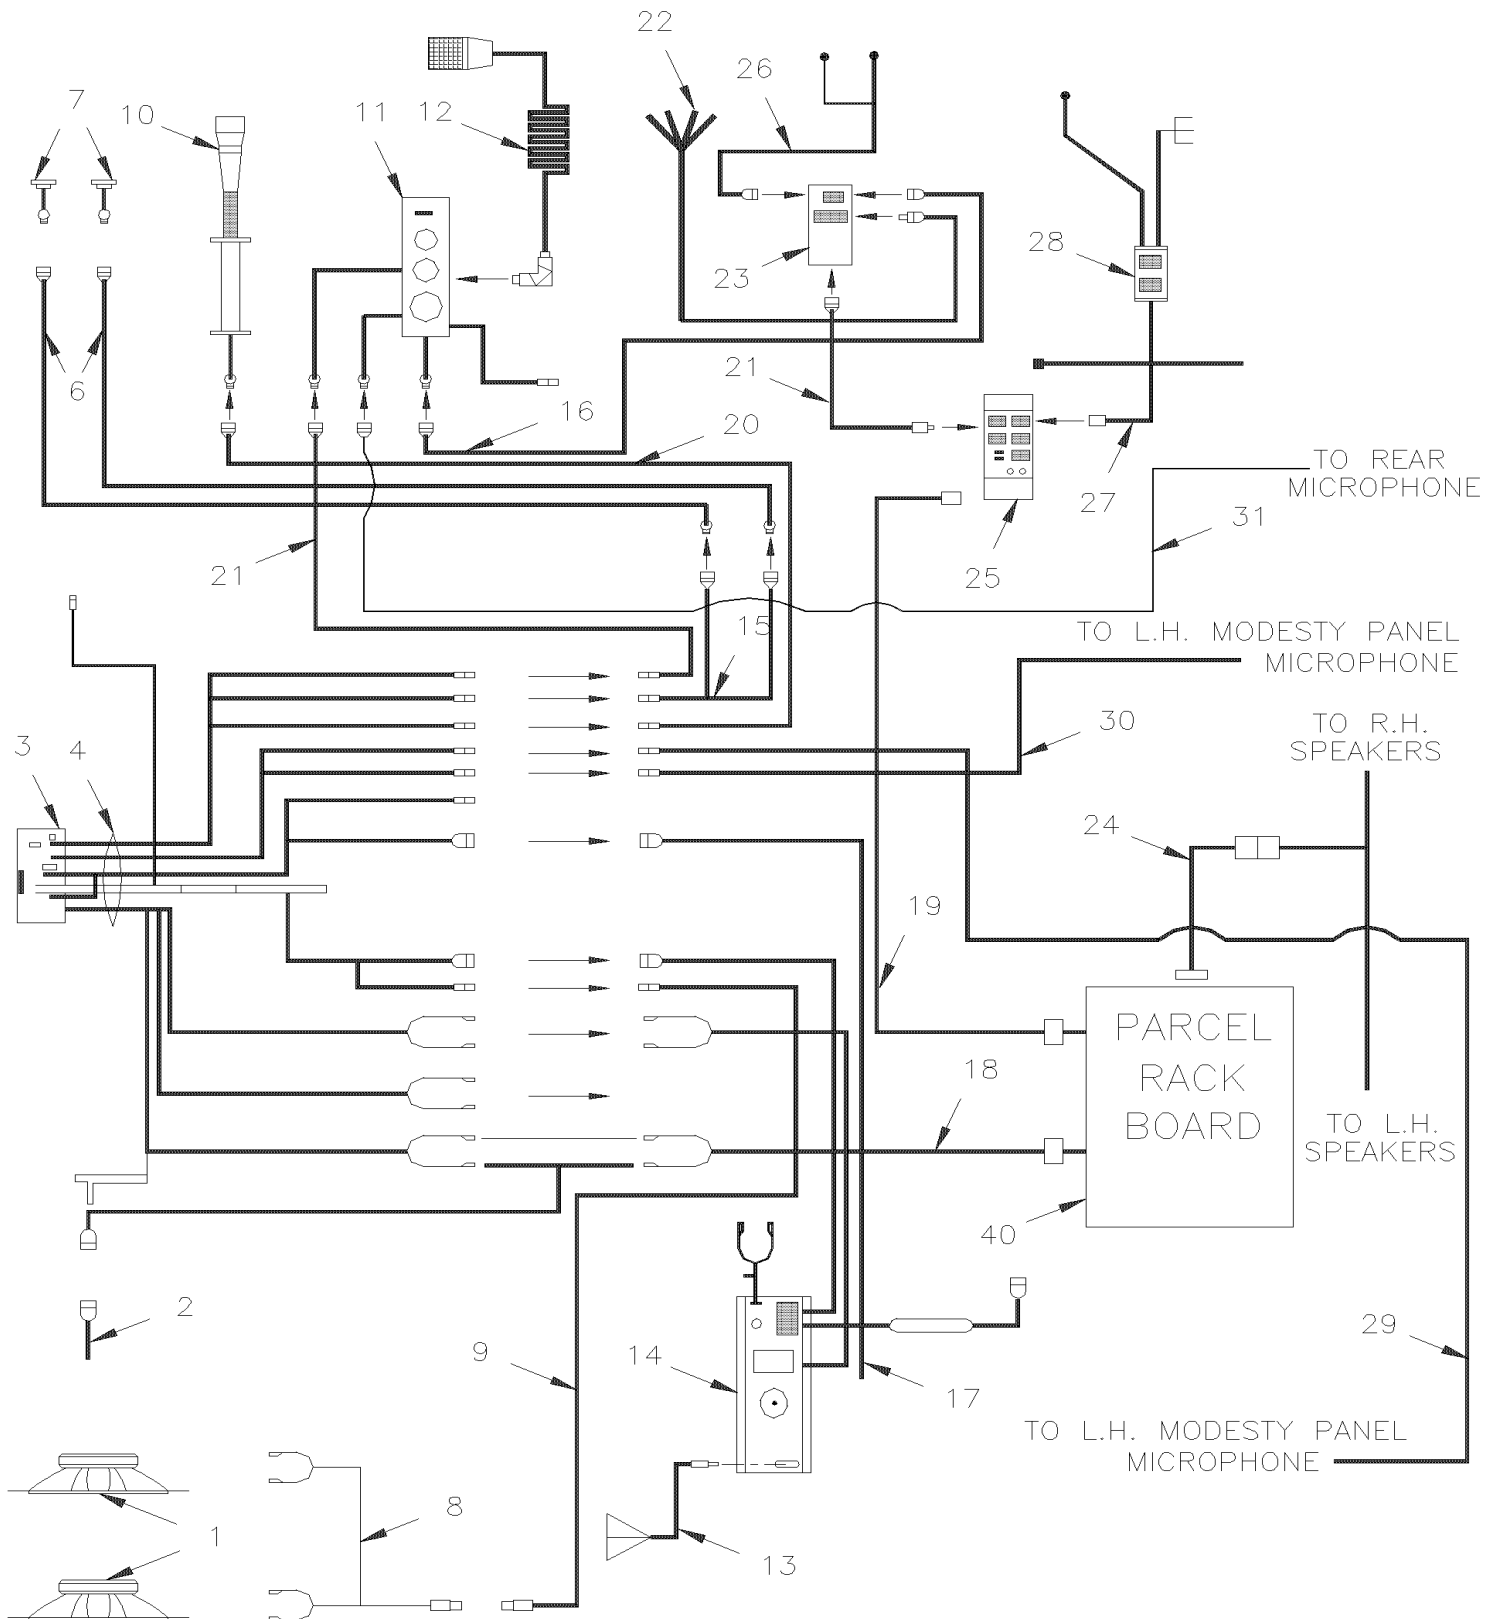 22
26
7
10
11
12
28
23
6
21
16
20
27
TO REAR
MICROPHONE
31
21
25
15
TO L.H. MODESTY PANEL
MICROPHONE
30
TO R.H.
SPEAKERS
3
4
24
19
PARCEL
RACK
BOARD
18
TO L.H.
SPEAKERS
40
2
9
14
17
29
TO L.H. MODESTY PANEL
MICROPHONE
8
1
13